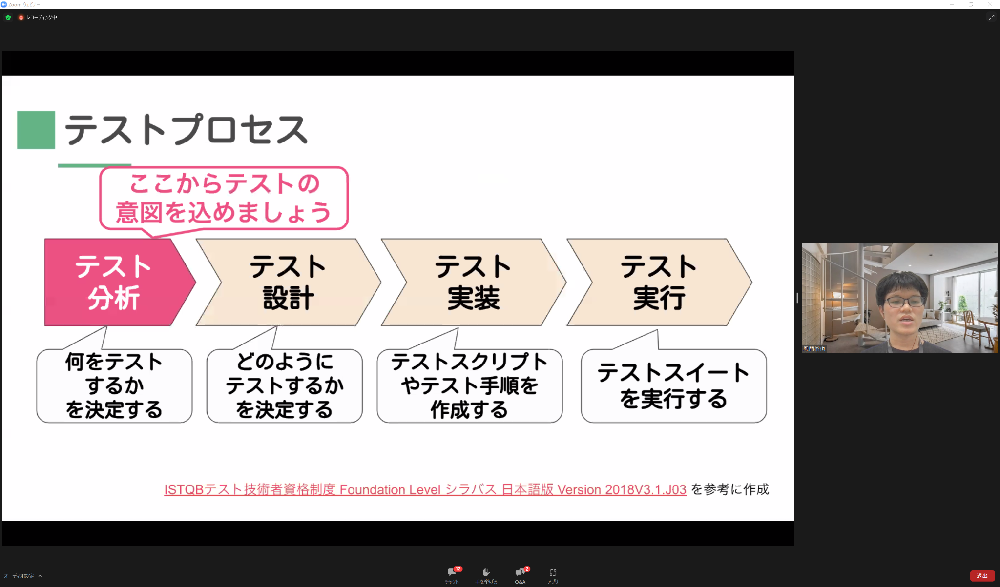 Zoom ウェビナー
レコーディング中
テストプロセス
ここからテストの
意図を込めましょう
テスト
分析
テスト
設計
テスト
実装
テスト
実行
何をテスト
するか
を決定する
どのように
テストするか
を決定する
テストスクリプト
やテスト手順を
作成する
テストスイート
を実行する
ISTQBテスト技術者資格制度 Foundation Level シラバス 日本語版 Version 2018V3.1.J03 を参考に作成
風間裕也
オーディオ設定
12
チャット
手を挙げる
2
Q&A
アプリ
退出